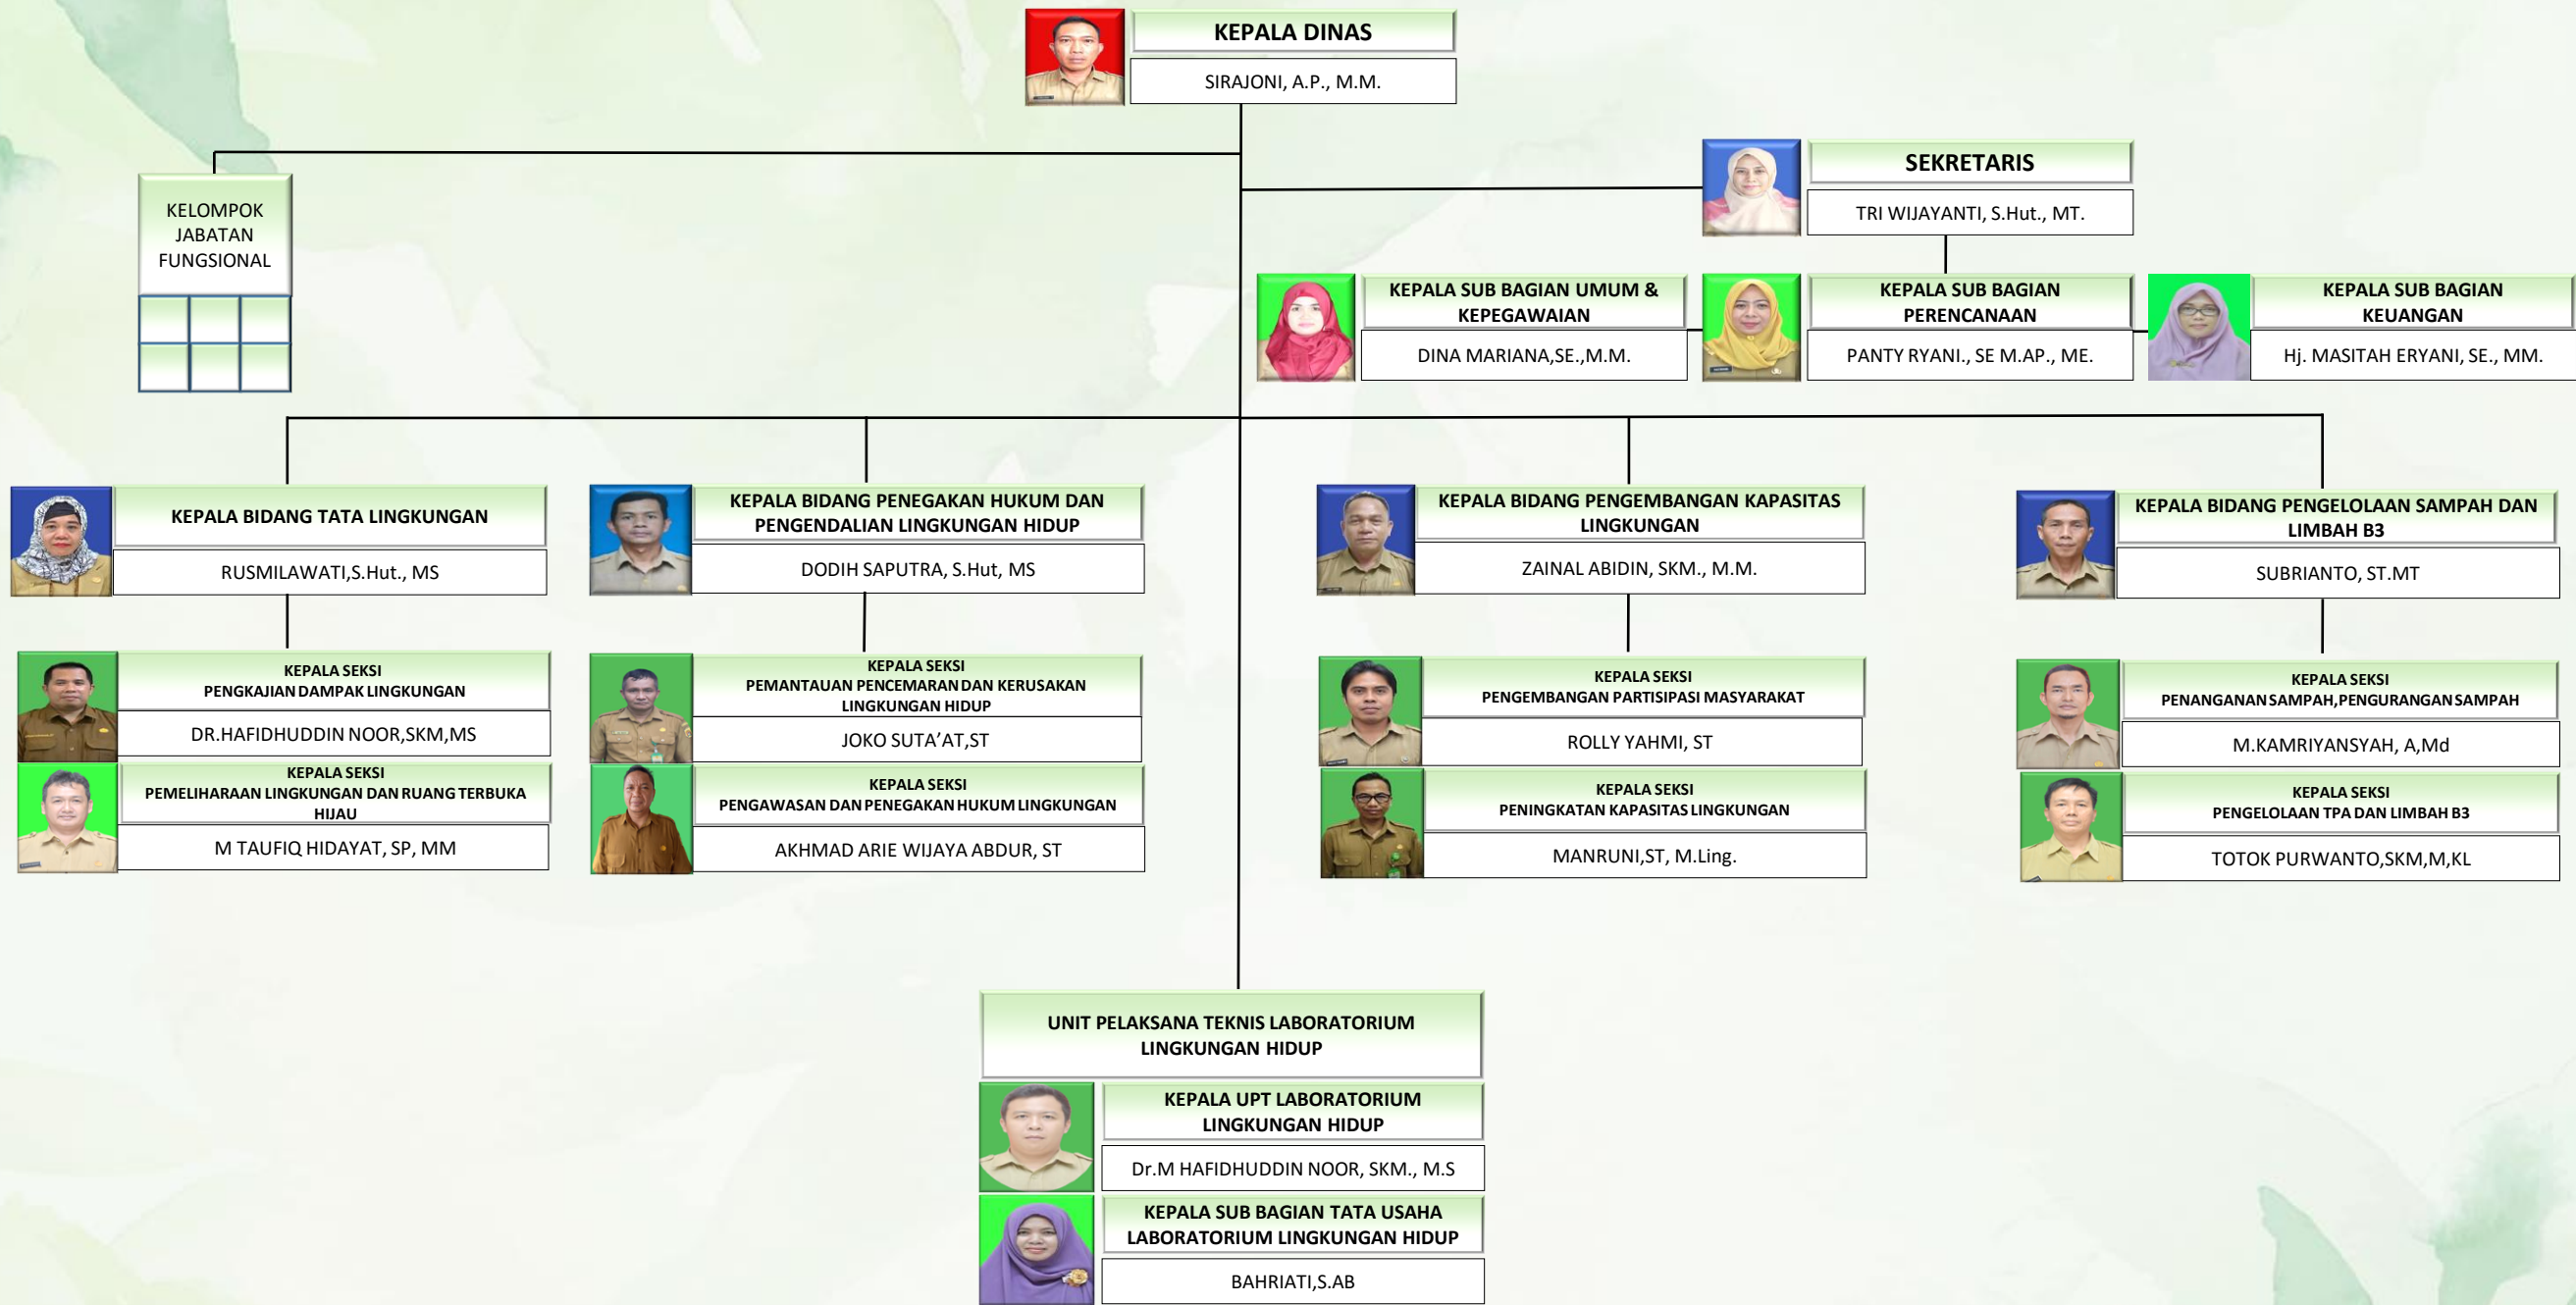 KEPALA DINAS
SIRAJONI, A.P., M.M.
SEKRETARIS
TRI WIJAYANTI, S.Hut., MT.
KELOMPOK
JABATAN
FUNGSIONAL
KEPALA SUB BAGIAN UMUM &
KEPEGAWAIAN
DINA MARIANA,SE.,M.M.
KEPALA SUB BAGIAN
PERENCANAAN
PANTY RYANI., SE M.AP., ME.
KEPALA SUB BAGIAN
KEUANGAN
Hj. MASITAH ERYANI, SE., MM.
KEPALA BIDANG TATA LINGKUNGAN
RUSMILAWATI,S.Hut., MS
KEPALA BIDANG PENEGAKAN HUKUM DAN
PENGENDALIAN LINGKUNGAN HIDUP
DODIH SAPUTRA, S.Hut, MS
KEPALA BIDANG PENGEMBANGAN KAPASITAS
LINGKUNGAN
ZAINAL ABIDIN, SKM., M.M.
KEPALA BIDANG PENGELOLAAN SAMPAH DAN
LIMBAH B3
SUBRIANTO, ST.MT
KEPALA SEKSI
PENGKAJIAN DAMPAK LINGKUNGAN
DR.HAFIDHUDDIN NOOR,SKM,MS
KEPALA SEKSI
PEMELIHARAAN LINGKUNGAN DAN RUANG TERBUKA
HIJAU
M TAUFIQ HIDAYAT, SP, MM
KEPALA SEKSI
PEMANTAUAN PENCEMARAN DAN KERUSAKAN
LINGKUNGAN HIDUP
JOKO SUTA’AT,ST
KEPALA SEKSI
PENGAWASAN DAN PENEGAKAN HUKUM LINGKUNGAN
AKHMAD ARIE WIJAYA ABDUR, ST
KEPALA SEKSI
PENGEMBANGAN PARTISIPASI MASYARAKAT
ROLLY YAHMI, ST
KEPALA SEKSI
PENINGKATAN KAPASITAS LINGKUNGAN
MANRUNI,ST, M.Ling.
KEPALA SEKSI
PENANGANAN SAMPAH,PENGURANGAN SAMPAH
M.KAMRIYANSYAH, A,Md
KEPALA SEKSI
PENGELOLAAN TPA DAN LIMBAH B3
TOTOK PURWANTO,SKM,M,KL
UNIT PELAKSANA TEKNIS LABORATORIUM
LINGKUNGAN HIDUP
KEPALA UPT LABORATORIUM
LINGKUNGAN HIDUP
Dr.M HAFIDHUDDIN NOOR, SKM., M.S
KEPALA SUB BAGIAN TATA USAHA
LABORATORIUM LINGKUNGAN HIDUP
BAHRIATI,S.AB